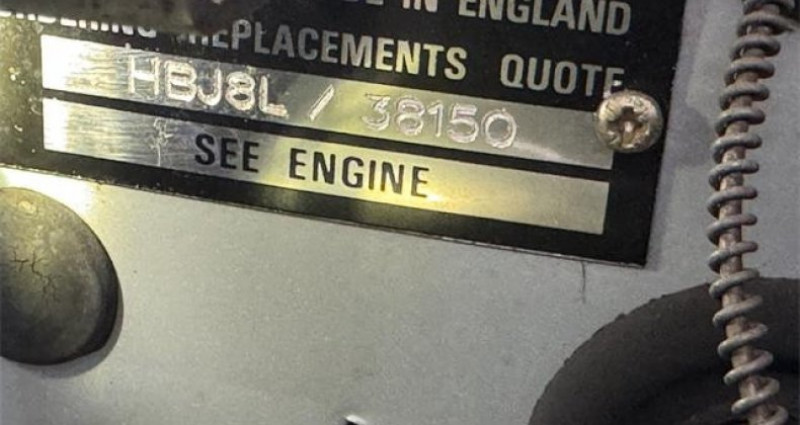 IN ENGLAND
REPLACEMENTS QUOTE
HBJ8L / 38150
SEE ENGINE